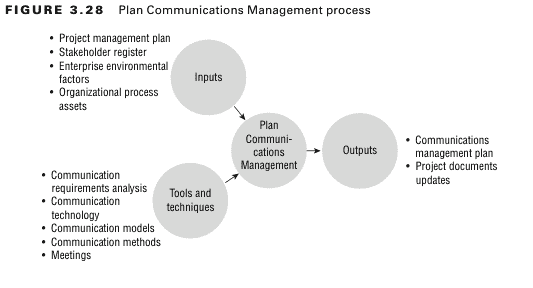 FIGURE 3.28 Plan Communications Management process
• Project management plan
• Stakeholder register
• Enterprise environmental
factors
• Organizational process
assets
Inputs
Plan
Communi-
cations
Management
Outputs
• Communications
management plan
• Project documents
updates
• Communication
requirements analysis
• Communication
technology
• Communication models
• Communication methods
• Meetings
Tools and
techniques